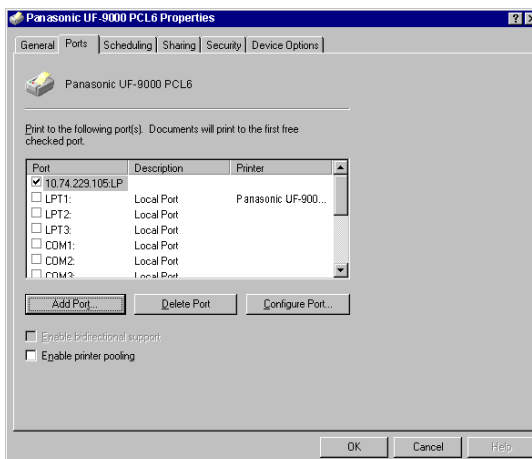 Panasonic UF-9000 PCL6 Properties
General Ports Scheduling Sharing Security Device Options
Panasonic UF-9000 PCL6
Print to the following port(s). Documents will print to the first free
checked port.
Port Description Printer
10.74.229.105:LP
LPT1: Local Port Panasonic UF-900...
LPT2: Local Port
LPT3: Local Port
COM1: Local Port
COM2: Local Port
COM3: Local Port
Add Port... Delete Port Configure Port...
Enable bidirectional support
Enable printer pooling
OK Cancel Help